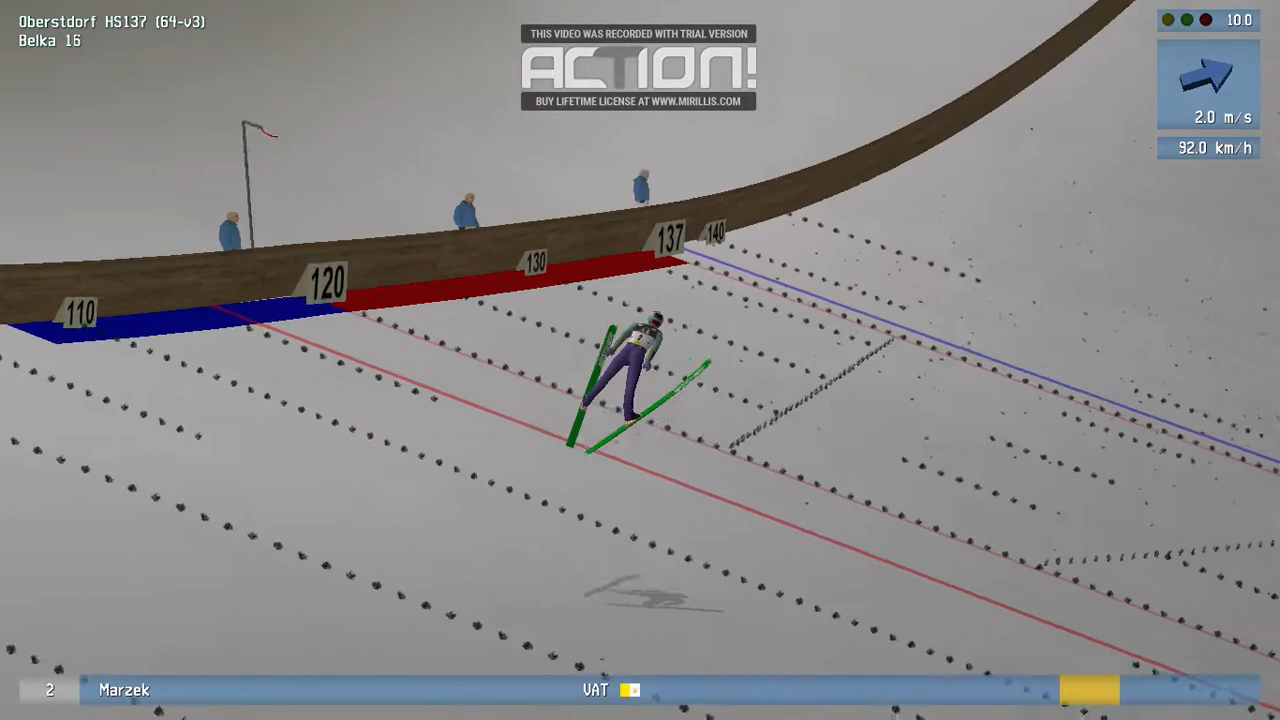 Oberstdorf HS137 (64-v3)
Belka 16
THIS VIDEO WAS RECORDED WITH TRIAL VERSION
ACTION!
BUY LIFETIME LICENSE AT WWW.MIRILLIS.COM
10.0
2.0 m/s
92.0 km/h
110
120
130
137
140
2
2 Marzek VAT